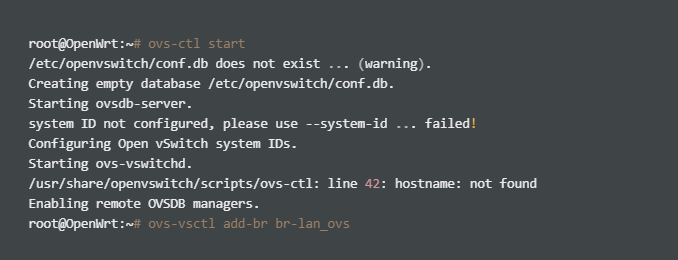 root@OpenWrt:~# ovs-ctl start
/etc/openvswitch/conf.db does not exist ... (warning).
Creating empty database /etc/openvswitch/conf.db.
Starting ovsdb-server.
system ID not configured, please use --system-id ... failed!
Configuring Open vSwitch system IDs.
Starting ovs-vswitchd.
/usr/share/openvswitch/scripts/ovs-ctl: line 42: hostname: not found
Enabling remote OVSDB managers.
root@OpenWrt:~# ovs-vsctl add-br br-lan_ovs